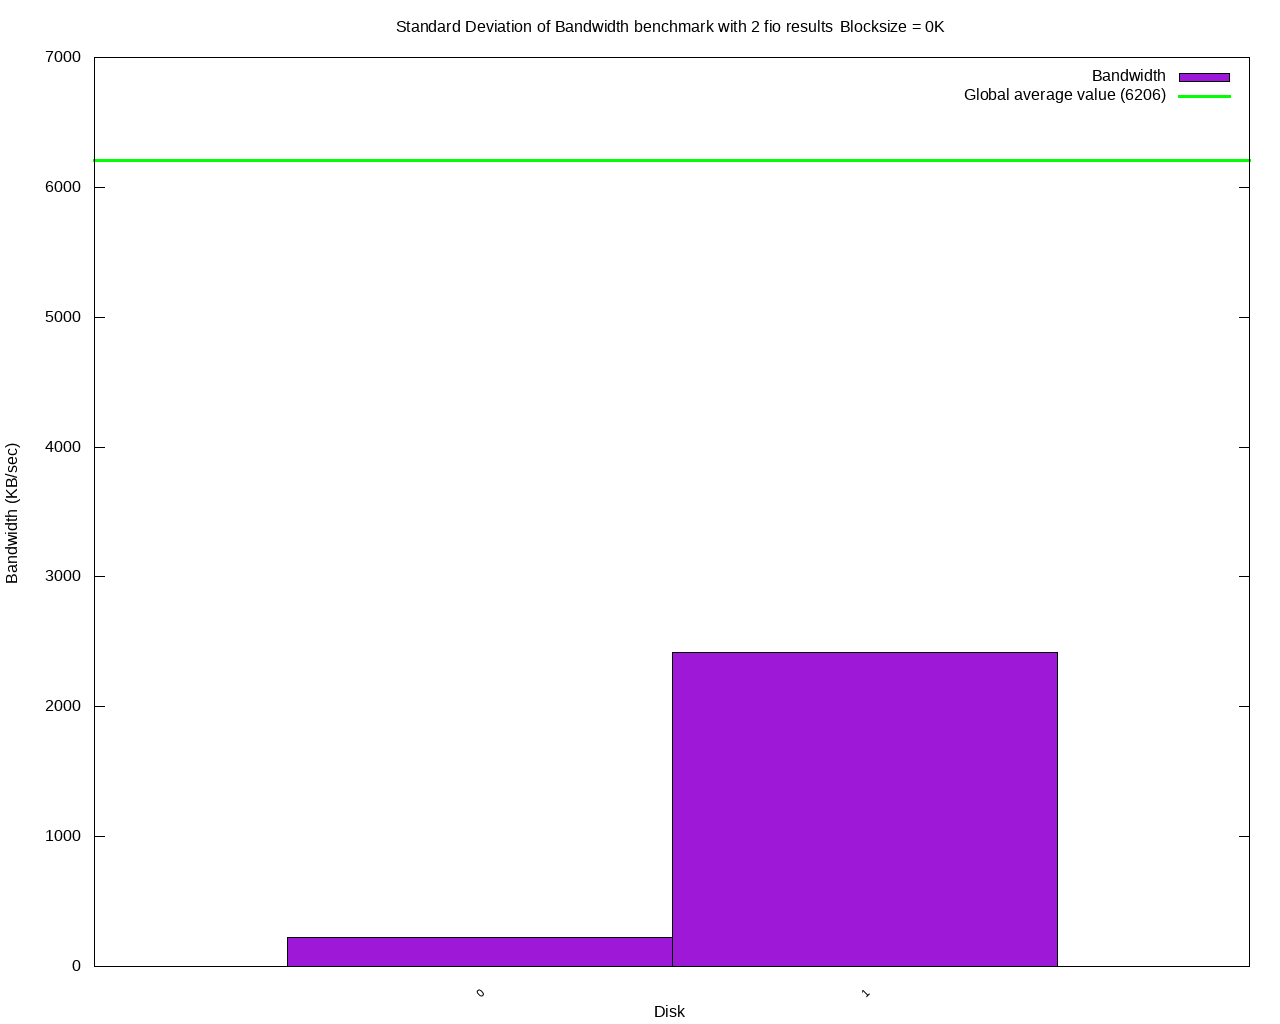 Standard Deviation of Bandwidth benchmark with 2 fio results Blocksize = 0K
7000
6000
5000
4000
3000
2000
1000
0
Bandwidth (KB/sec)
Bandwidth
Global average value (6206)
0
1
Disk